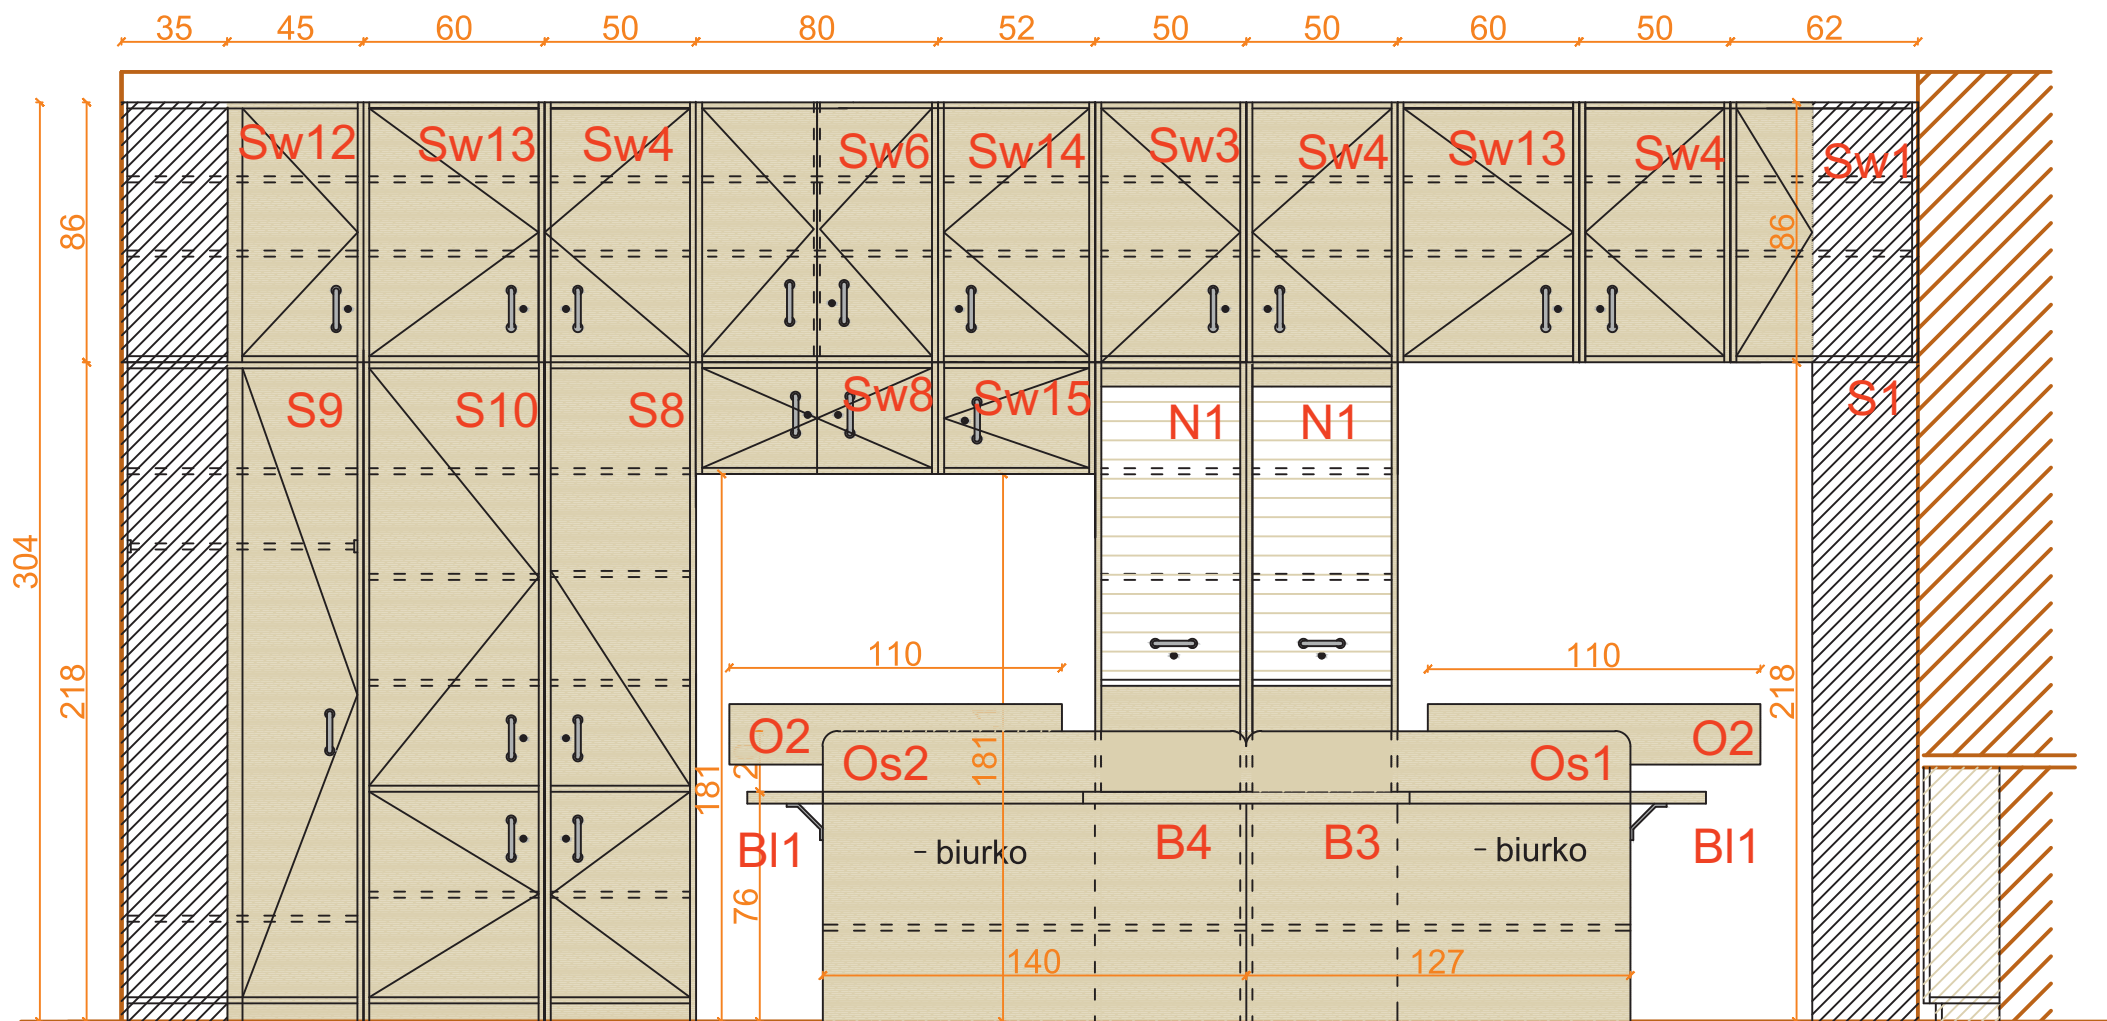 35 45 60 50 80 52 50 50 60 50 62
Sw12 Sw13 Sw4 Sw6 Sw14 Sw3 Sw4 Sw13 Sw4 Sw1
86 86
S9 S10 S8 Sw8 Sw15 N1 N1 S1
304
218 110 110 218
O2 Os2 181 Os1 O2
181
Bl1 - biurko B4 B3 - biurko Bl1
76
140 127